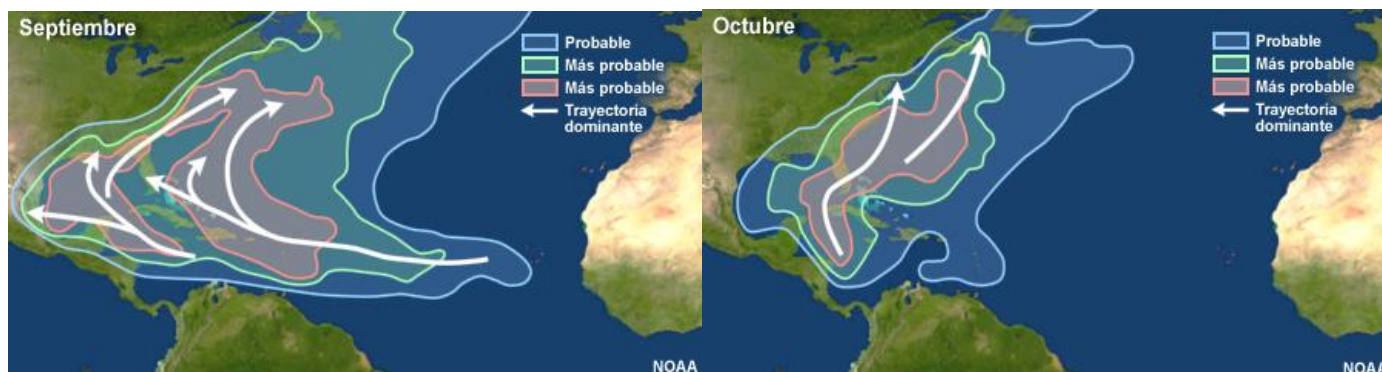 Septiembre
Probable
Más probable
Más probable
Trayectoria
dominante
NOAA
Octubre
Probable
Más probable
Más probable
Trayectoria
dominante
NOAA